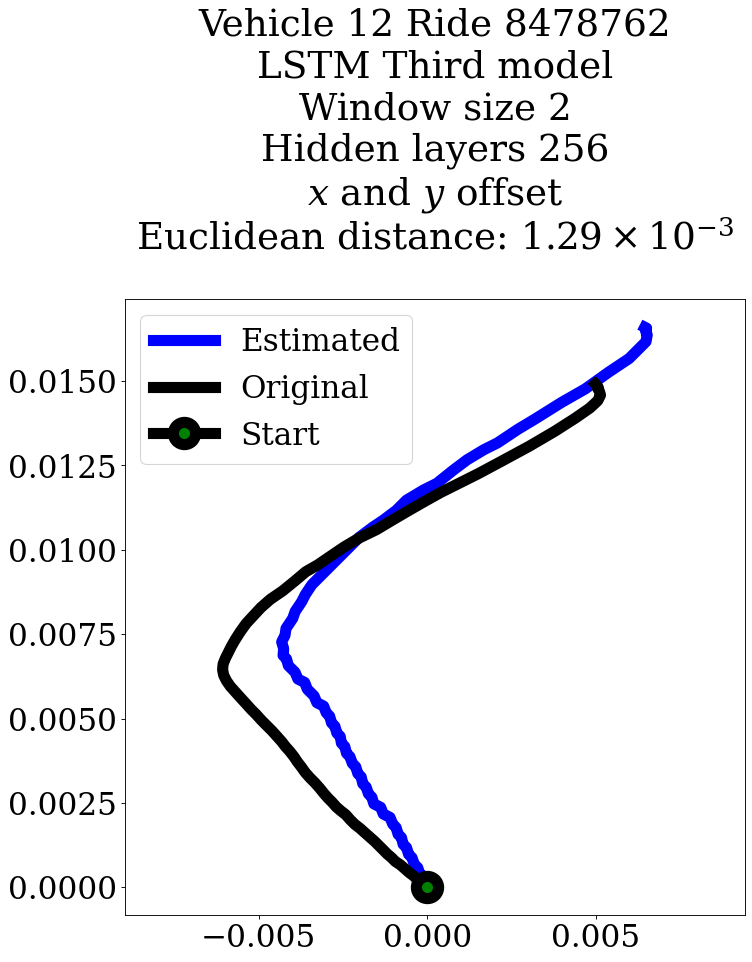 Vehicle 12 Ride 8478762
LSTM Third model
Window size 2
Hidden layers 256
x and y offset
Euclidean distance: 1.29 × 10⁻³
Estimated
Original
Start
0.0150
0.0125
0.0100
0.0075
0.0050
0.0025
0.0000
−0.005 0.000 0.005